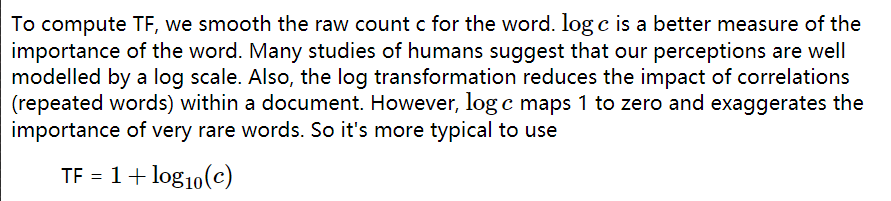 To compute TF, we smooth the raw count c for the word. log c is a better measure of the
importance of the word. Many studies of humans suggest that our perceptions are well
modelled by a log scale. Also, the log transformation reduces the impact of correlations
(repeated words) within a document. However, log c maps 1 to zero and exaggerates the
importance of very rare words. So it's more typical to use
TF = 1 + log₁₀(c)